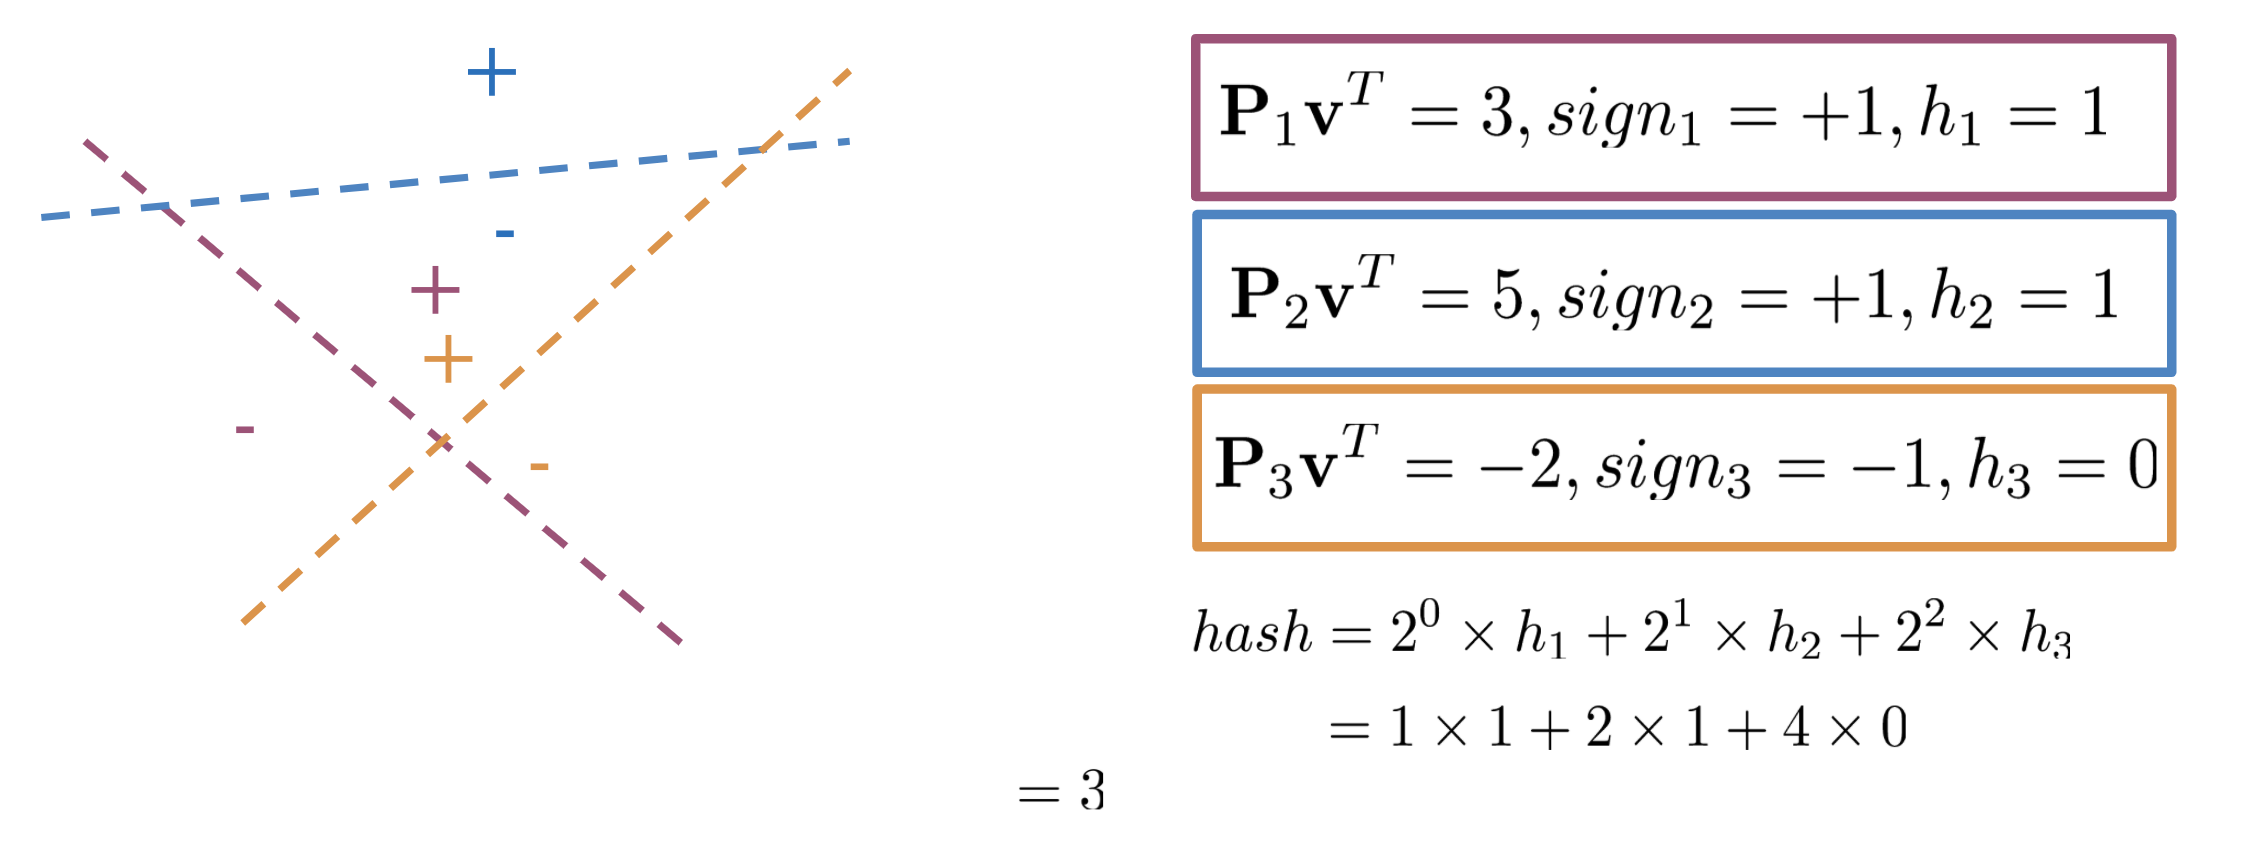 +
-
+
+
-
-
P₁vᵀ = 3, sign₁ = +1, h₁ = 1
P₂vᵀ = 5, sign₂ = +1, h₂ = 1
P₃vᵀ = −2, sign₃ = −1, h₃ = 0
hash = 2⁰ × h₁ + 2¹ × h₂ + 2² × h₃
= 1 × 1 + 2 × 1 + 4 × 0
= 3